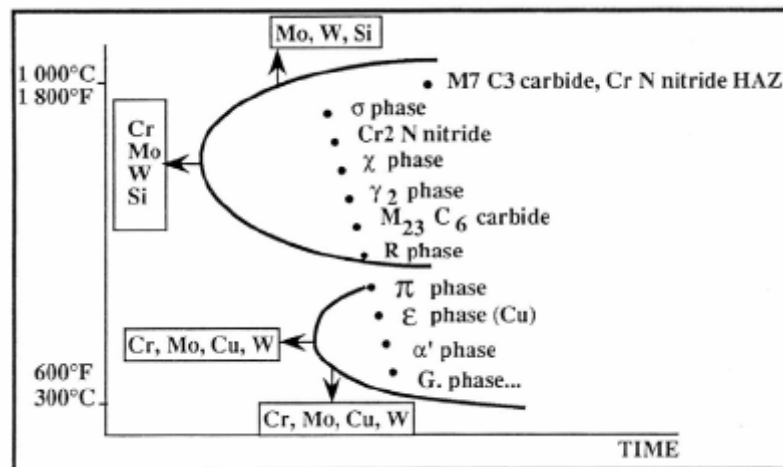 Mo, W, Si
1 000°C
1 800°F
M7 C3 carbide, Cr N nitride HAZ
σ phase
Cr2 N nitride
χ phase
γ2 phase
M23 C6 carbide
R phase
Cr
Mo
W
Si
π phase
ε phase (Cu)
α' phase
G. phase...
Cr, Mo, Cu, W
600°F
300°C
Cr, Mo, Cu, W
TIME